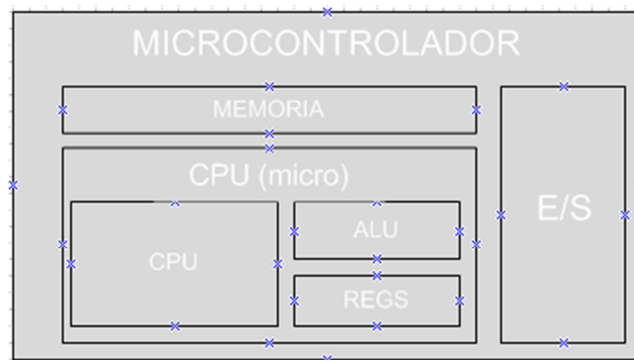 MICROCONTROLADOR
MEMORIA
CPU (micro)
CPU
ALU
REGS
E/S